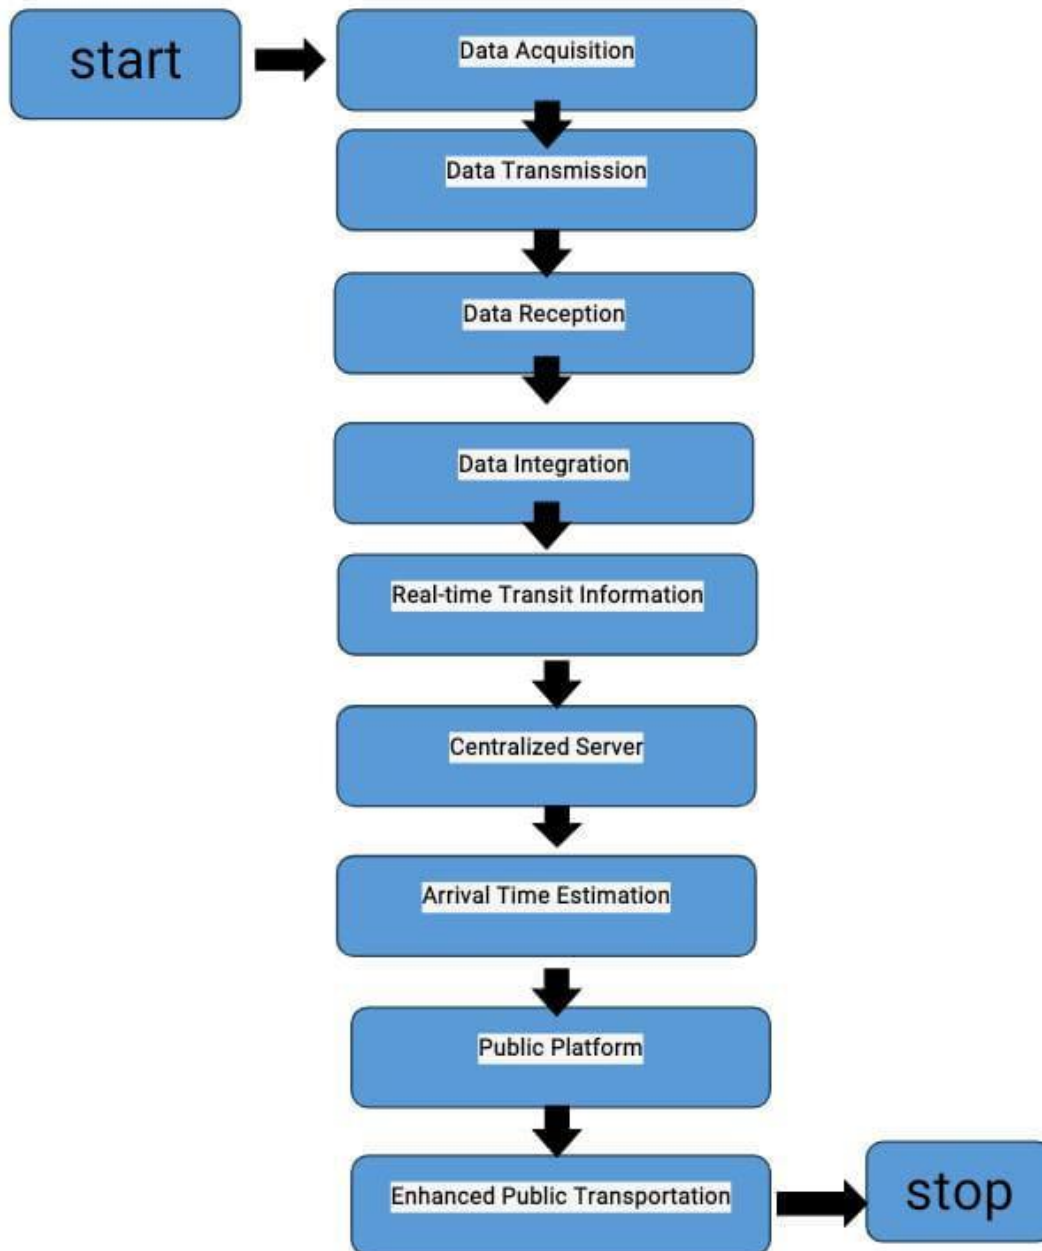 start
Data Acquisition
Data Transmission
Data Reception
Data Integration
Real-time Transit Information
Centralized Server
Arrival Time Estimation
Public Platform
Enhanced Public Transportation
stop